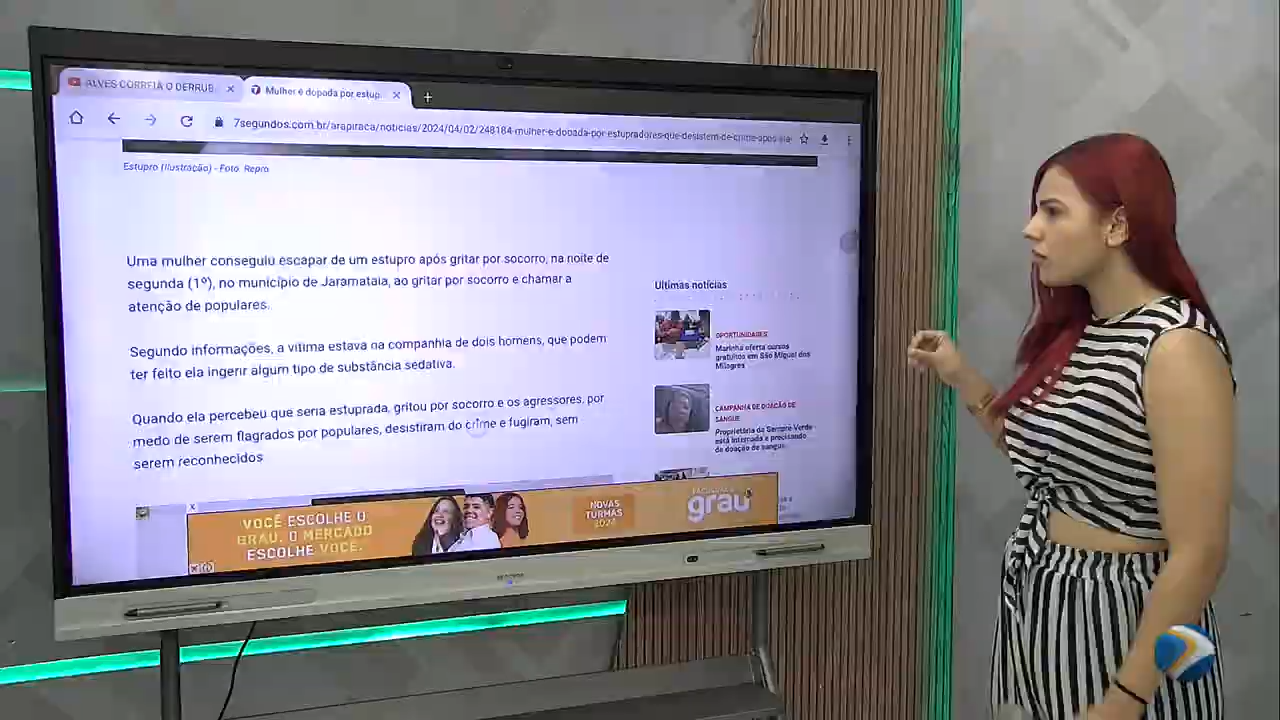 ALVES CORREIA O DERRUB
Mulher é dopada por estup
7segundos.com.br/arapiraca/noticias/2024/04/02/248184-mulher-e-dopada-por-estupradores-que-desistem-de-crime-apos-ela-
Estupro (Ilustração) - Foto: Repro
Uma mulher conseguiu escapar de um estupro após gritar por socorro, na noite de
segunda (1º), no município de Jaramataia, ao gritar por socorro e chamar a
atenção de populares.
Segundo informações, a vítima estava na companhia de dois homens, que podem
ter feito ela ingerir algum tipo de substância sedativa.
Quando ela percebeu que seria estuprada, gritou por socorro e os agressores, por
medo de serem flagrados por populares, desistiram do crime e fugiram, sem
serem reconhecidos
Últimas notícias
OPORTUNIDADES
Marinha oferta cursos
gratuitos em São Miguel dos
Milagres
CAMPANHA DE DOAÇÃO DE
SANGUE
Proprietária da Sempre Verde
está internada e precisando
de doação de sangue
VOCÊ ESCOLHE O
GRAU. O MERCADO
ESCOLHE VOCÊ.
NOVAS
TURMAS
2024
FACULDADE
grau